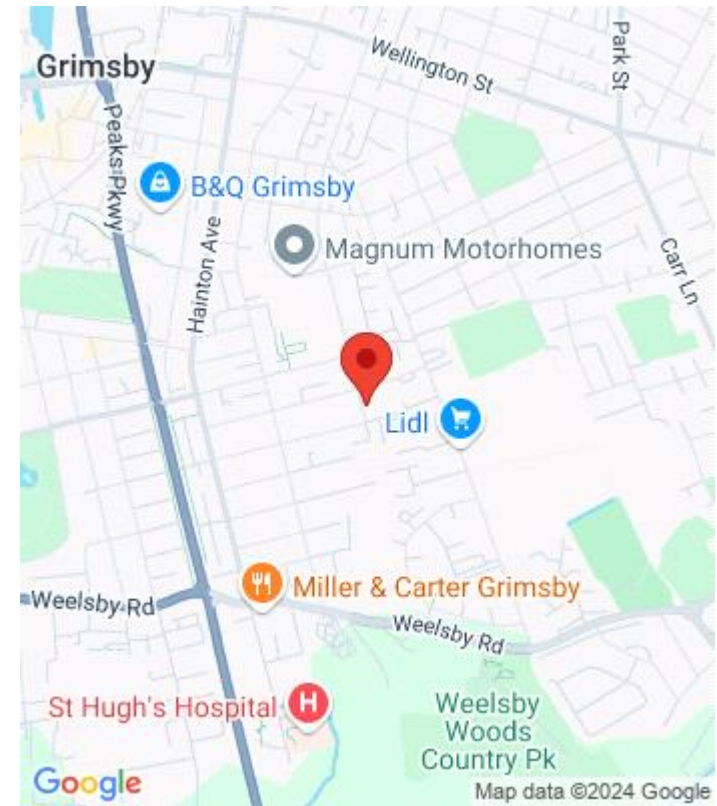 Wellington St
Park St
Grimsby
Peaks Pkwy
B&Q Grimsby
Hainton Ave
Magnum Motorhomes
Carr Ln
Lidl
Miller & Carter Grimsby
Weelsby Rd
Weelsby Rd
St Hugh's Hospital
H
Weelsby
Woods
Country Pk
Google
Map data ©2024 Google